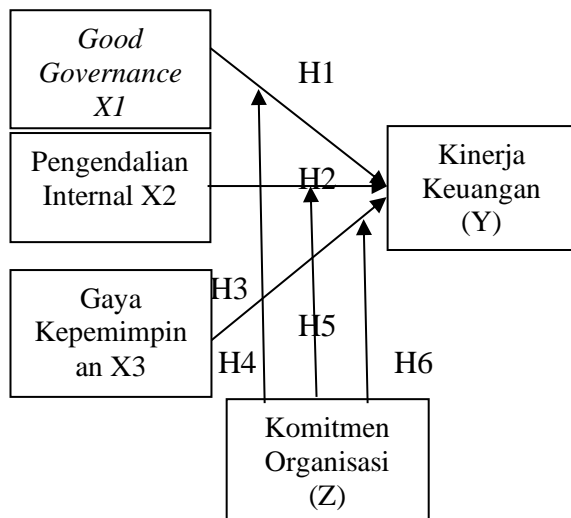 Good
Governance
X1
H1
Pengendalian
Internal X2
H2
Kinerja
Keuangan
(Y)
Gaya
Kepemimpin
an X3
H3
H4
H5
H6
Komitmen
Organisasi
(Z)